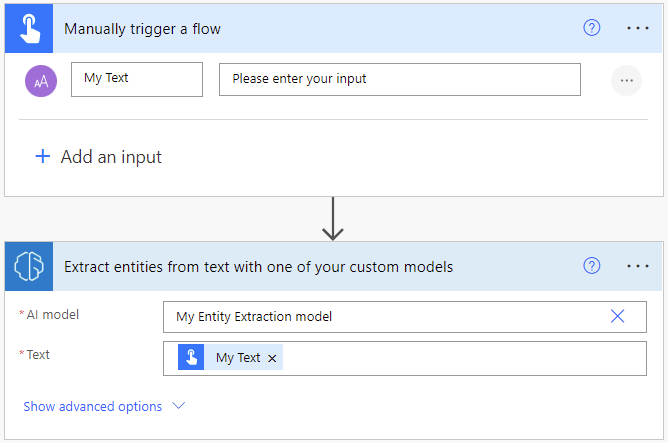 Manually trigger a flow
AA My Text Please enter your input
+ Add an input
Extract entities from text with one of your custom models
* AI model My Entity Extraction model
* Text My Text ×
Show advanced options